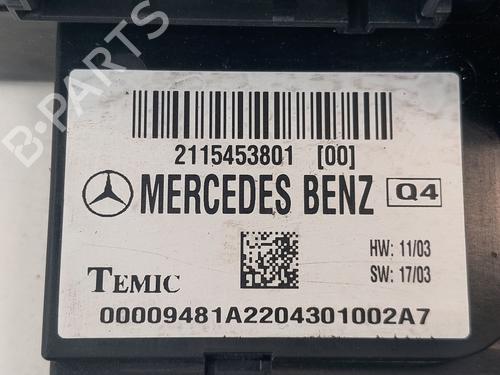 B-PARTS
2115453801 [00]
MERCEDES BENZ Q4
HW: 11/03
TEMIC SW: 17/03
00009481A2204301002A7